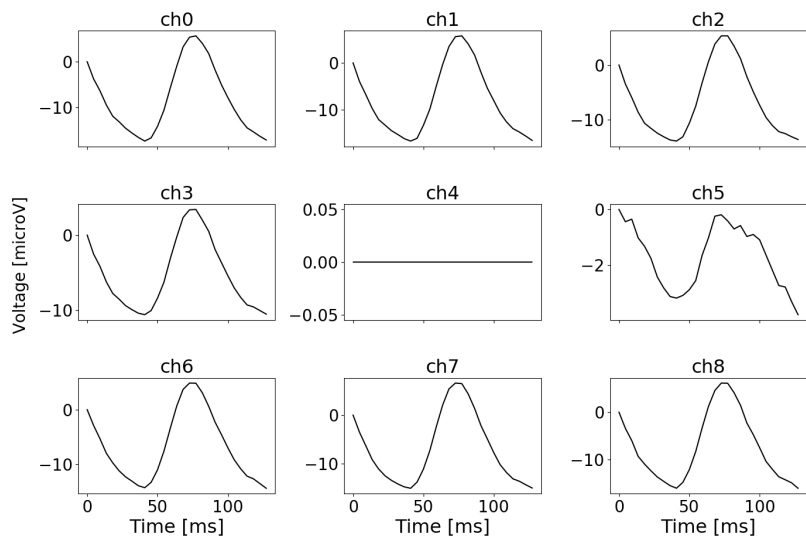 ch0 ch1 ch2
0 0 0
−10 −10 −10
ch3 ch4 ch5
0 0.05 0
0.00
−10 −0.05 −2
Voltage [microV]
ch6 ch7 ch8
0 0 0
−10 −10 −10
0 50 100 0 50 100 0 50 100
Time [ms] Time [ms] Time [ms]